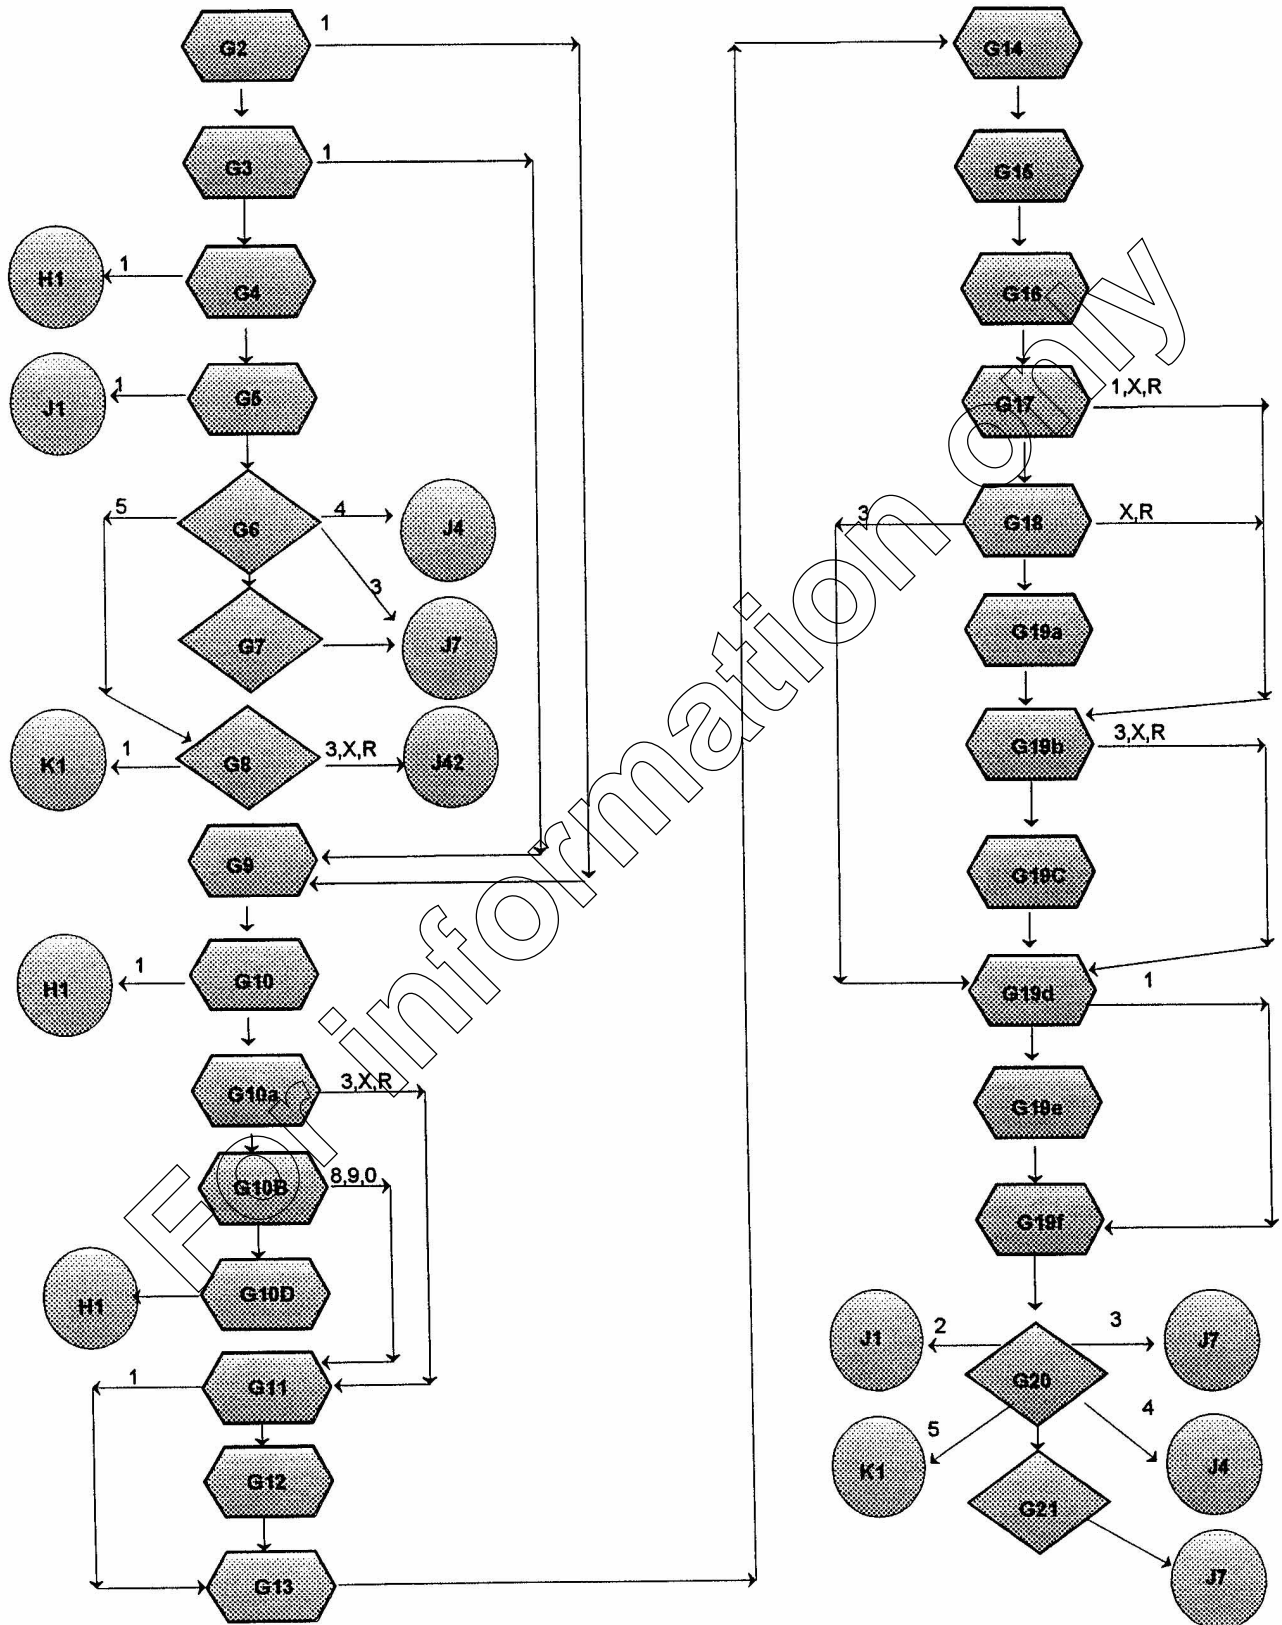 G2
1
G3
1
H1
1
G4
J1
1
G5
5
G6
4
J4
3
G7
J7
K1
1
G8
3,X,R
J42
G9
H1
1
G10
G10a
3,X,R
G10B
8,9,0
H1
G10D
1
G11
G12
G13
G14
G15
G16
G17
1,X,R
3
G18
X,R
G19a
G19b
3,X,R
G19C
G19d
1
G19e
G19f
J1
2
3
J7
G20
K1
5
4
J4
G21
J7
For information only